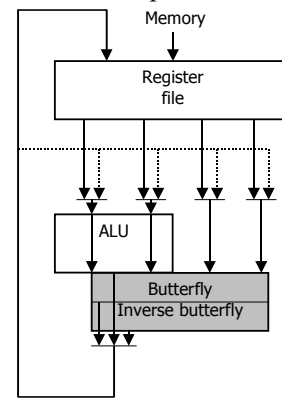 Memory
Register
file
ALU
Butterfly
Inverse butterfly